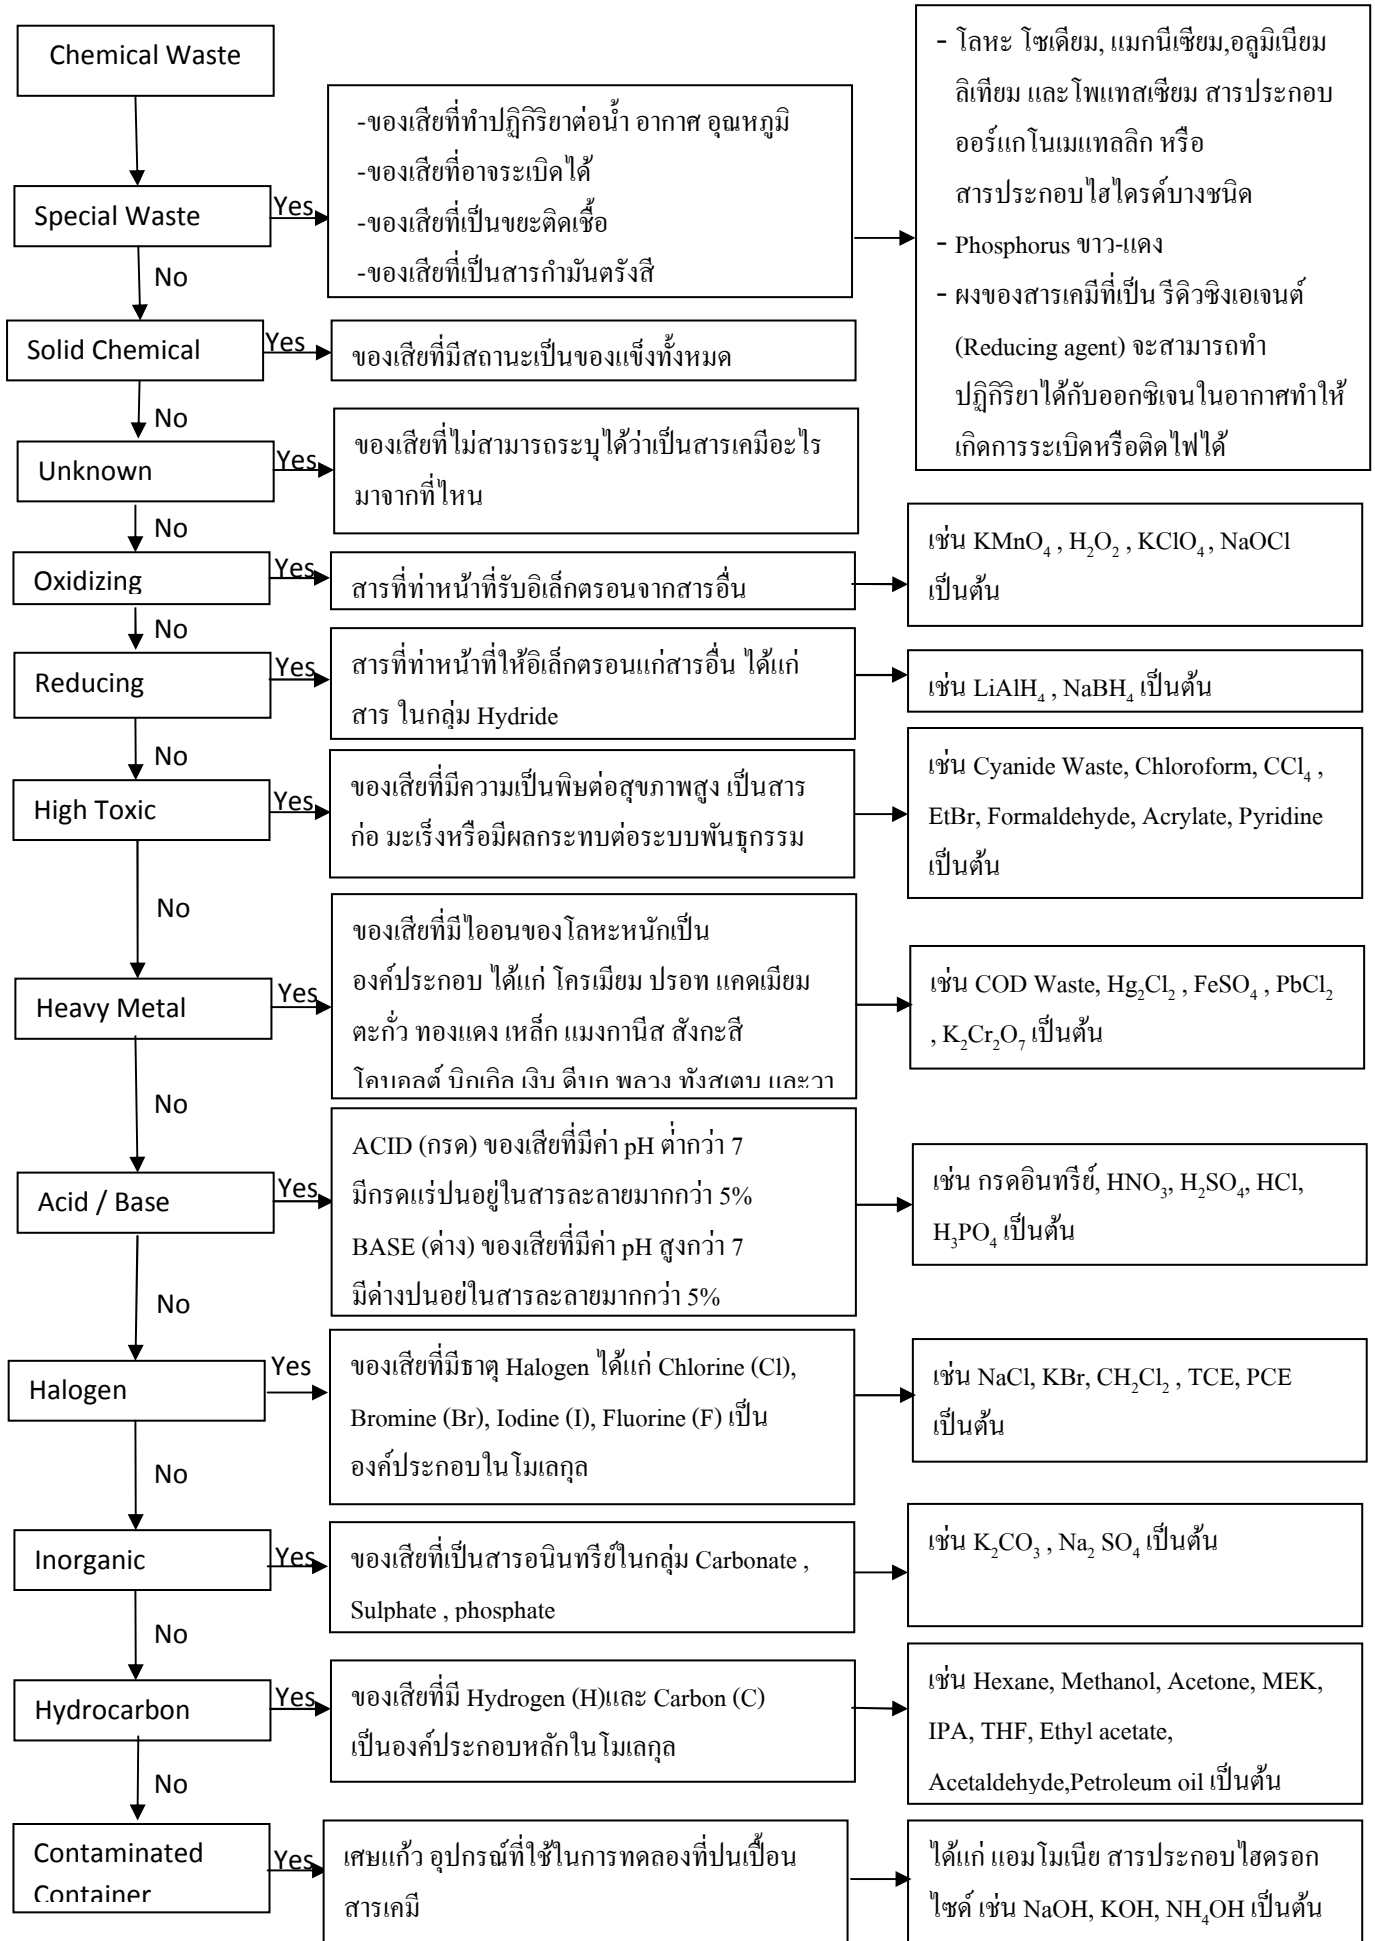 Chemical Waste
Special Waste
Yes
-ของเสียที่ทำปฏิกิริยาต่อน้ำ อากาศ อุณหภูมิ
-ของเสียที่อาจระเบิดได้
-ของเสียที่เป็นขยะติดเชื้อ
-ของเสียที่เป็นสารกำมันตรังสี
- โลหะ โซเดียม, แมกนีเซียม,อลูมิเนียม
ลิเทียม และโพแทสเซียม สารประกอบ
ออร์แกโนเมแทลลิก หรือ
สารประกอบไฮไดรด์บางชนิด
- Phosphorus ขาว-แดง
- ผงของสารเคมีที่เป็น รีดิวซิงเอเจนต์
(Reducing agent) จะสามารถทำ
ปฏิกิริยาได้กับออกซิเจนในอากาศทำให้
เกิดการระเบิดหรือติดไฟได้
No
Solid Chemical
Yes
ของเสียที่มีสถานะเป็นของแข็งทั้งหมด
No
Unknown
Yes
ของเสียที่ไม่สามารถระบุได้ว่าเป็นสารเคมีอะไร
มาจากที่ไหน
No
Oxidizing
Yes
สารที่ท่าหน้าที่รับอิเล็กตรอนจากสารอื่น
เช่น KMnO₄ , H₂O₂ , KClO₄ , NaOCl
เป็นต้น
No
Reducing
Yes
สารที่ท่าหน้าที่ให้อิเล็กตรอนแก่สารอื่น ได้แก่
สาร ในกลุ่ม Hydride
เช่น LiAlH₄ , NaBH₄ เป็นต้น
No
High Toxic
Yes
ของเสียที่มีความเป็นพิษต่อสุขภาพสูง เป็นสาร
ก่อ มะเร็งหรือมีผลกระทบต่อระบบพันธุกรรม
เช่น Cyanide Waste, Chloroform, CCl₄ ,
EtBr, Formaldehyde, Acrylate, Pyridine
เป็นต้น
No
Heavy Metal
Yes
ของเสียที่มีไอออนของโลหะหนักเป็น
องค์ประกอบ ได้แก่ โครเมียม ปรอท แคดเมียม
ตะกั่ว ทองแดง เหล็ก แมงกานีส สังกะสี
โคบอลต์ นิกเกิล เงิน ดีบุก พลวง ทังสเตน และวา
เช่น COD Waste, Hg₂Cl₂ , FeSO₄ , PbCl₂
, K₂Cr₂O₇ เป็นต้น
No
Acid / Base
Yes
ACID (กรด) ของเสียที่มีค่า pH ต่ำกว่า 7
มีกรดแร่ปนอยู่ในสารละลายมากกว่า 5%
BASE (ด่าง) ของเสียที่มีค่า pH สูงกว่า 7
มีด่างปนอยู่ในสารละลายมากกว่า 5%
เช่น กรดอินทรีย์, HNO₃, H₂SO₄, HCl,
H₃PO₄ เป็นต้น
No
Halogen
Yes
ของเสียที่มีธาตุ Halogen ได้แก่ Chlorine (Cl),
Bromine (Br), Iodine (I), Fluorine (F) เป็น
องค์ประกอบในโมเลกุล
เช่น NaCl, KBr, CH₂Cl₂ , TCE, PCE
เป็นต้น
No
Inorganic
Yes
ของเสียที่เป็นสารอนินทรีย์ในกลุ่ม Carbonate ,
Sulphate , phosphate
เช่น K₂CO₃ , Na₂ SO₄ เป็นต้น
No
Hydrocarbon
Yes
ของเสียที่มี Hydrogen (H)และ Carbon (C)
เป็นองค์ประกอบหลักในโมเลกุล
เช่น Hexane, Methanol, Acetone, MEK,
IPA, THF, Ethyl acetate,
Acetaldehyde,Petroleum oil เป็นต้น
No
Contaminated
Container
Yes
เศษแก้ว อุปกรณ์ที่ใช้ในการทดลองที่ปนเปื้อน
สารเคมี
ได้แก่ แอมโมเนีย สารประกอบไฮดรอก
ไซด์ เช่น NaOH, KOH, NH₄OH เป็นต้น